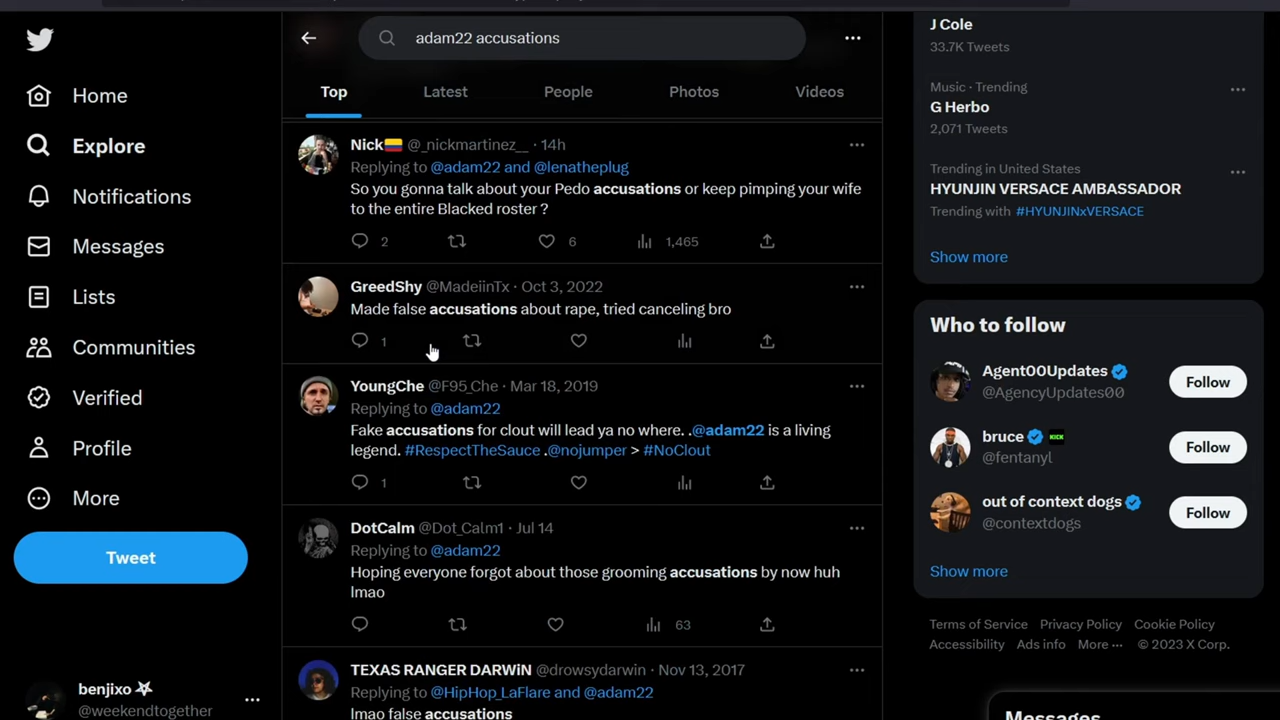 adam22 accusations
Top
Latest
People
Photos
Videos
Home
Explore
Notifications
Messages
Lists
Communities
Verified
Profile
More
Tweet
benjixo
@weekendtogether
Nick🇨🇴 @_nickmartinez__ · 14h
Replying to @adam22 and @lenatheplug
So you gonna talk about your Pedo accusations or keep pimping your wife
to the entire Blacked roster ?
2 6 1,465
GreedShy @MadeiinTx · Oct 3, 2022
Made false accusations about rape, tried canceling bro
1
YoungChe @F95_Che · Mar 18, 2019
Replying to @adam22
Fake accusations for clout will lead ya no where. .@adam22 is a living
legend. #RespectTheSauce .@nojumper > #NoClout
1
DotCalm @Dot_Calm1 · Jul 14
Replying to @adam22
Hoping everyone forgot about those grooming accusations by now huh
lmao
63
TEXAS RANGER DARWiN @drowsydarwin · Nov 13, 2017
Replying to @HipHop_LaFlare and @adam22
lmao false accusations
J Cole
33.7K Tweets
Music · Trending
G Herbo
2,071 Tweets
Trending in United States
HYUNJIN VERSACE AMBASSADOR
Trending with #HYUNJINxVERSACE
Show more
Who to follow
Agent00Updates
@AgencyUpdates00
Follow
bruce KICK
@fentanyl
Follow
out of context dogs
@contextdogs
Follow
Show more
Terms of Service Privacy Policy Cookie Policy
Accessibility Ads info More ··· © 2023 X Corp.
Messages